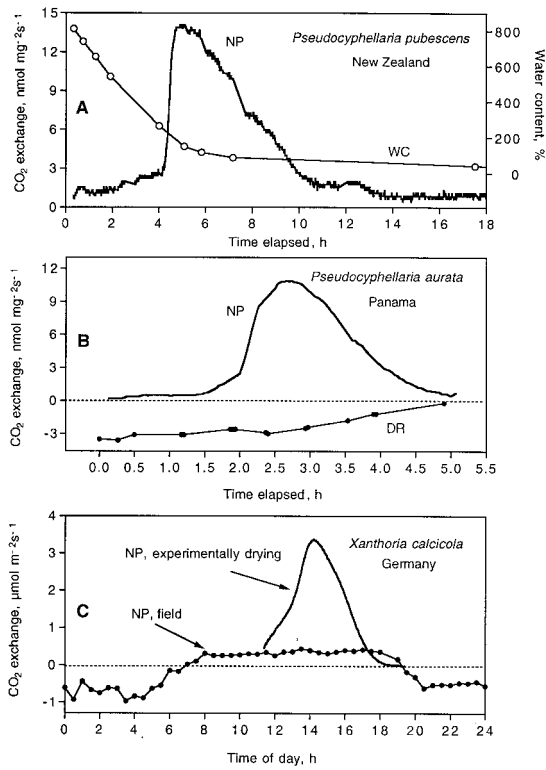 15
12
9
6
3
0
CO2 exchange, nmol mg-2s-1
A
NP
Pseudocyphellaria pubescens
New Zealand
WC
800
600
400
200
0
Water content, %
0 2 4 6 8 10 12 14 16 18
Time elapsed, h
12
9
6
3
0
-3
CO2 exchange, nmol mg-2s-1
B
NP
Pseudocyphellaria aurata
Panama
DR
0.0 0.5 1.0 1.5 2.0 2.5 3.0 3.5 4.0 4.5 5.0 5.5
Time elapsed, h
4
3
2
1
0
-1
CO2 exchange, µmol m-2s-1
C
NP, experimentally drying
NP, field
Xanthoria calcicola
Germany
0 2 4 6 8 10 12 14 16 18 20 22 24
Time of day, h